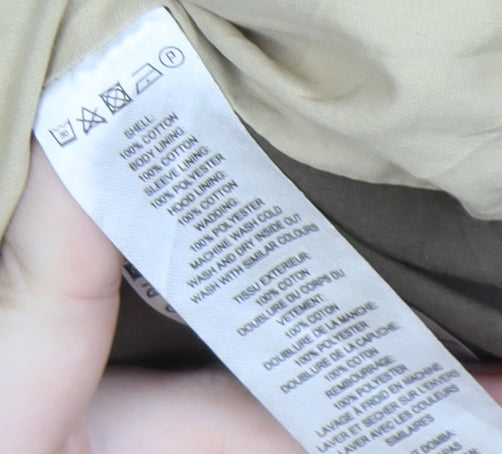 P
SHELL:
100% COTTON
BODY LINING:
100% COTTON
SLEEVE LINING:
100% POLYESTER
HOOD LINING:
100% COTTON
WADDING:
100% POLYESTER
MACHINE WASH COLD
WASH AND DRY INSIDE OUT
WASH WITH SIMILAR COLOURS
TISSU EXTERIEUR:
100% COTON
DOUBLURE DU CORPS DU
VETEMENT:
100% COTON
DOUBLURE DE LA MANCHE:
100% POLYESTER
DOUBLURE DE LA CAPUCHE:
100% COTON
REMBOURRAGE:
100% POLYESTER
LAVAGE À FROID EN MACHINE
LAVER ET SECHER SUR L'ENVERS
LAVER AVEC LES COULEURS
SIMILAIRES